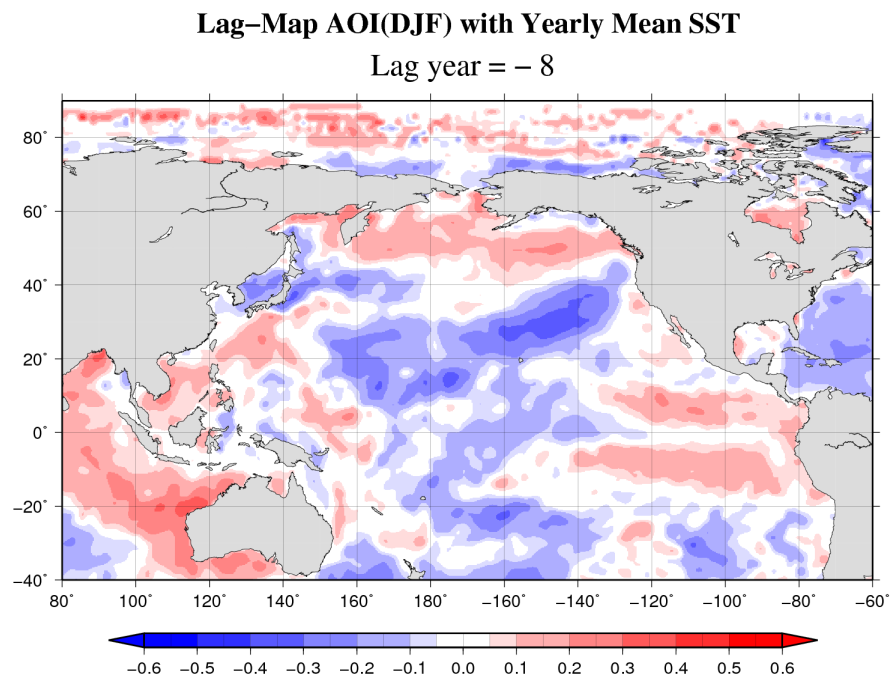 Lag–Map AOI(DJF) with Yearly Mean SST
Lag year = – 8
80˚
60˚
40˚
20˚
0˚
−20˚
−40˚
80˚ 100˚ 120˚ 140˚ 160˚ 180˚ −160˚ −140˚ −120˚ −100˚ −80˚ −60˚
−0.6 −0.5 −0.4 −0.3 −0.2 −0.1 0.0 0.1 0.2 0.3 0.4 0.5 0.6